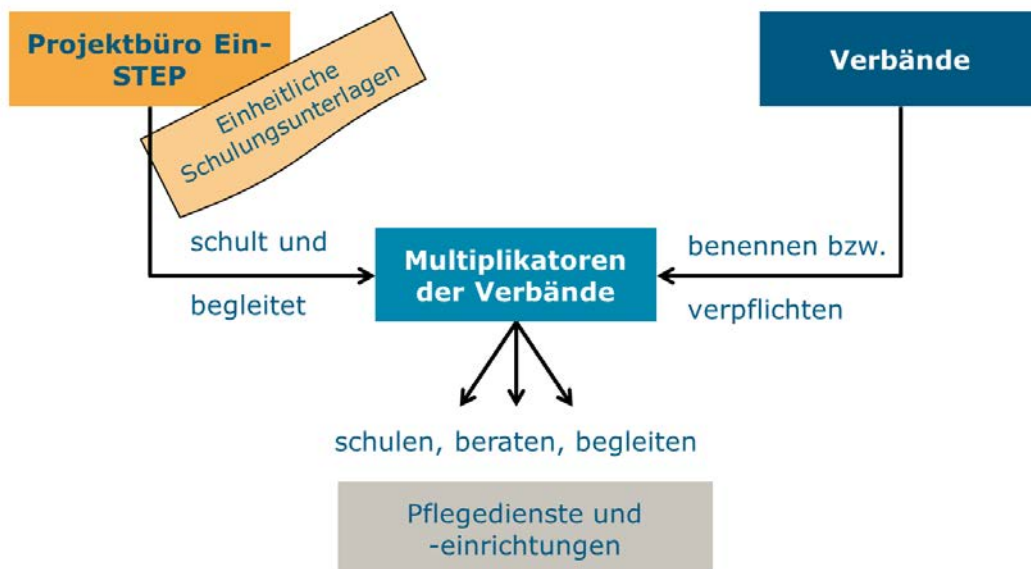 Projektbüro Ein-
STEP
Einheitliche
Schulungsunterlagen
Verbände
schult und
begleitet
Multiplikatoren
der Verbände
benennen bzw.
verpflichten
schulen, beraten, begleiten
Pflegedienste und
-einrichtungen